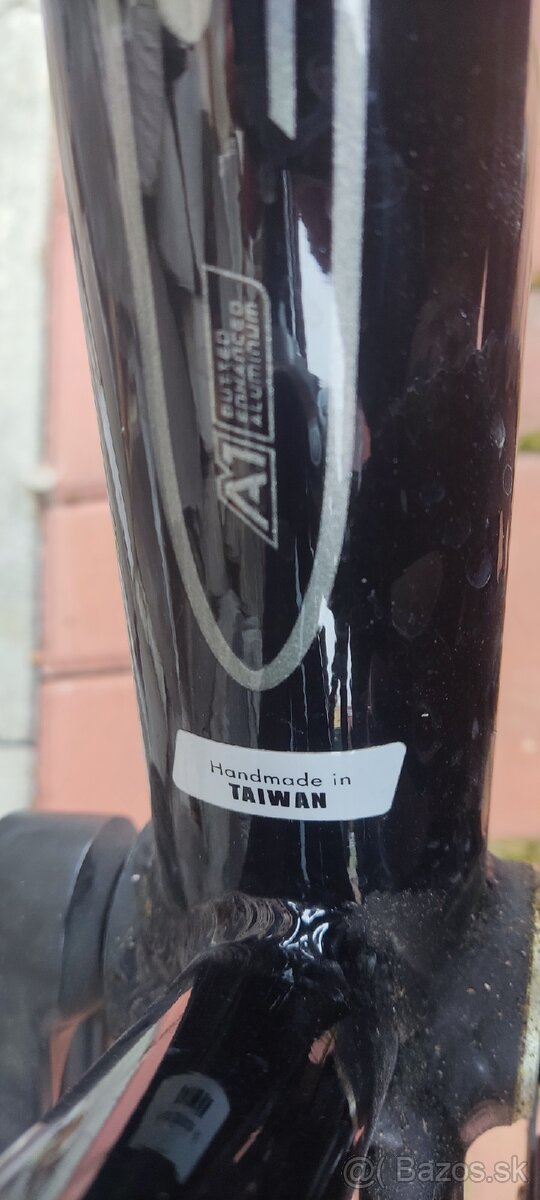 A1
BUTTED
ENHANCED
ALUMINUM
Handmade in
TAIWAN
@( Bazos.sk